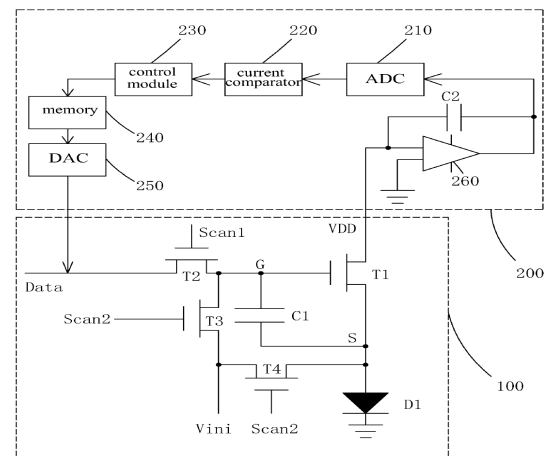 230
220
210
control
module
current
comparator
ADC
C2
memory
240
DAC
250
260
Scan1
VDD
200
G
T1
Data
T2
Scan2
T3
C1
S
T4
100
D1
Vini
Scan2